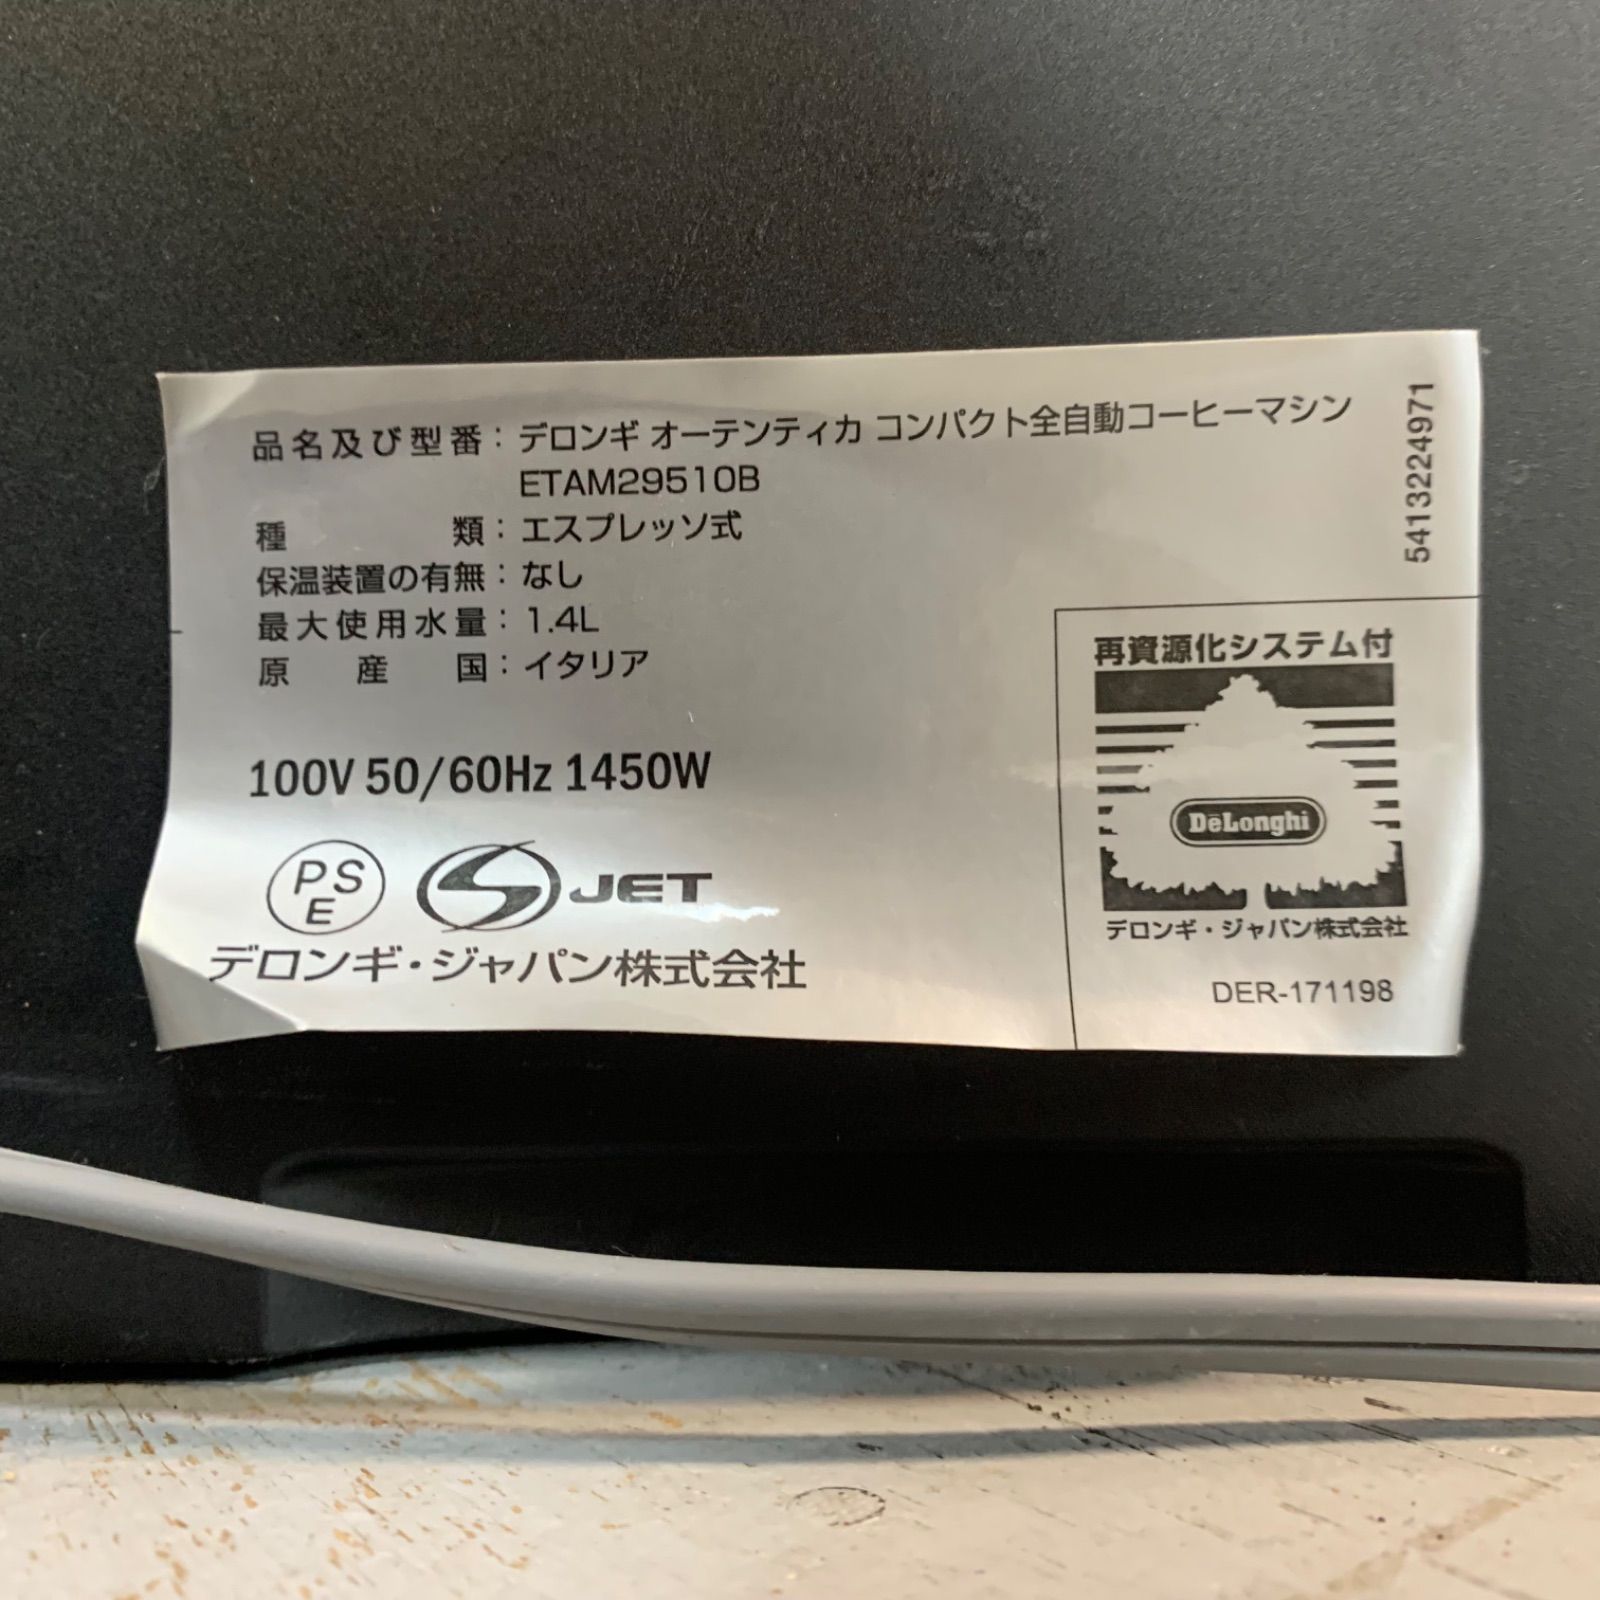 品名及び型番：デロンギ オーテンティカ コンパクト全自動コーヒーマシン
ETAM29510B
種類：エスプレッソ式
保温装置の有無：なし
最大使用水量：1.4L
原産国：イタリア
100V 50/60Hz 1450W
PSE
S JET
デロンギ・ジャパン株式会社
5413224971
再資源化システム付
DeLonghi
デロンギ・ジャパン株式会社
DER-171198